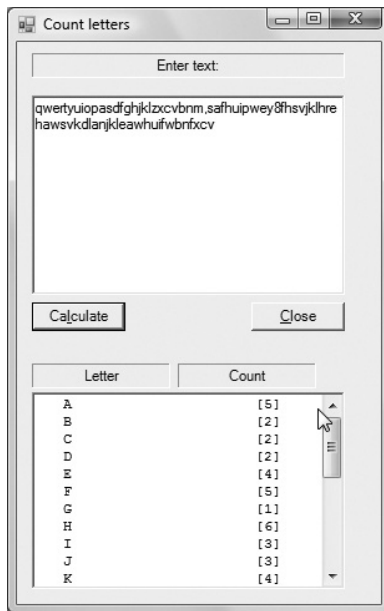 Count letters
Enter text:
qwertyuiopasdfghjklzxcvbnm,safhuipwey8fhsvjklhre
hawsvkdlanjkleawhuifwbnfxcv
Calculate Close
Letter Count
A [5]
B [2]
C [2]
D [2]
E [4]
F [5]
G [1]
H [6]
I [3]
J [3]
K [4]